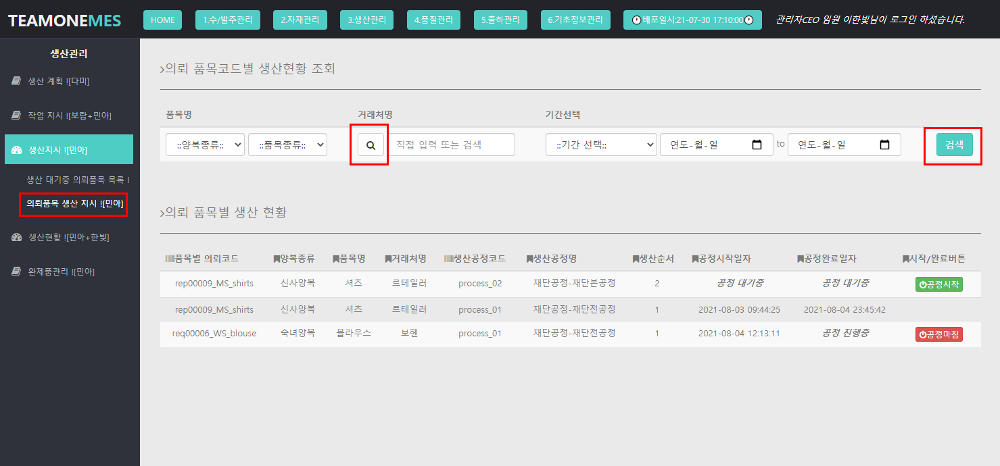 TEAMONEMES HOME 1.수/발주관리 2.자재관리 3.생산관리 4.품질관리 5.출하관리 6.기초정보관리 배포일시:21-07-30 17:10:00 관리자CEO 임원 이한빛님이 로그인 하셨습니다.
생산관리
생산 계획 ![다미]
작업 지시 ![보람+민아]
생산지시 ![민아]
생산 대기중 의뢰품목 목록 !
의뢰품목 생산 지시 ![민아]
생산현황 ![민아+한빛]
완제품관리 ![민아]
의뢰 품목코드별 생산현황 조회
품목명 거래처명 기간선택
::양복종류:: ::품목종류:: 직접 입력 또는 검색 ::기간 선택:: 연도-월-일 to 연도-월-일 검색
의뢰 품목별 생산 현황
품목별 의뢰코드 양복종류 품목명 거래처명 생산공정코드 생산공정명 생산순서 공정시작일자 공정완료일자 시작/완료버튼
rep00009_MS_shirts 신사양복 셔츠 르테일러 process_02 재단공정-재단본공정 2 공정 대기중 공정 대기중 공정시작
rep00009_MS_shirts 신사양복 셔츠 르테일러 process_01 재단공정-재단전공정 1 2021-08-03 09:44:25 2021-08-04 23:45:42
req00006_WS_blouse 숙녀양복 블라우스 보헨 process_01 재단공정-재단전공정 1 2021-08-04 12:13:11 공정 진행중 공정마침